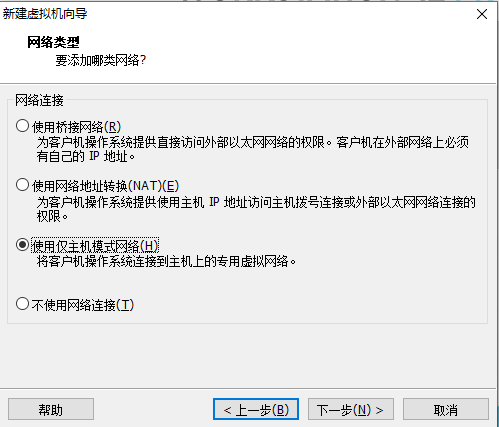 新建虚拟机向导
网络类型
要添加哪类网络?
网络连接
使用桥接网络(R)
为客户机操作系统提供直接访问外部以太网网络的权限。客户机在外部网络上必须
有自己的 IP 地址。
使用网络地址转换(NAT)(E)
为客户机操作系统提供使用主机 IP 地址访问主机拨号连接或外部以太网网络连接的
权限。
使用仅主机模式网络(H)
将客户机操作系统连接到主机上的专用虚拟网络。
不使用网络连接(T)
帮助
< 上一步(B)
下一步(N) >
取消